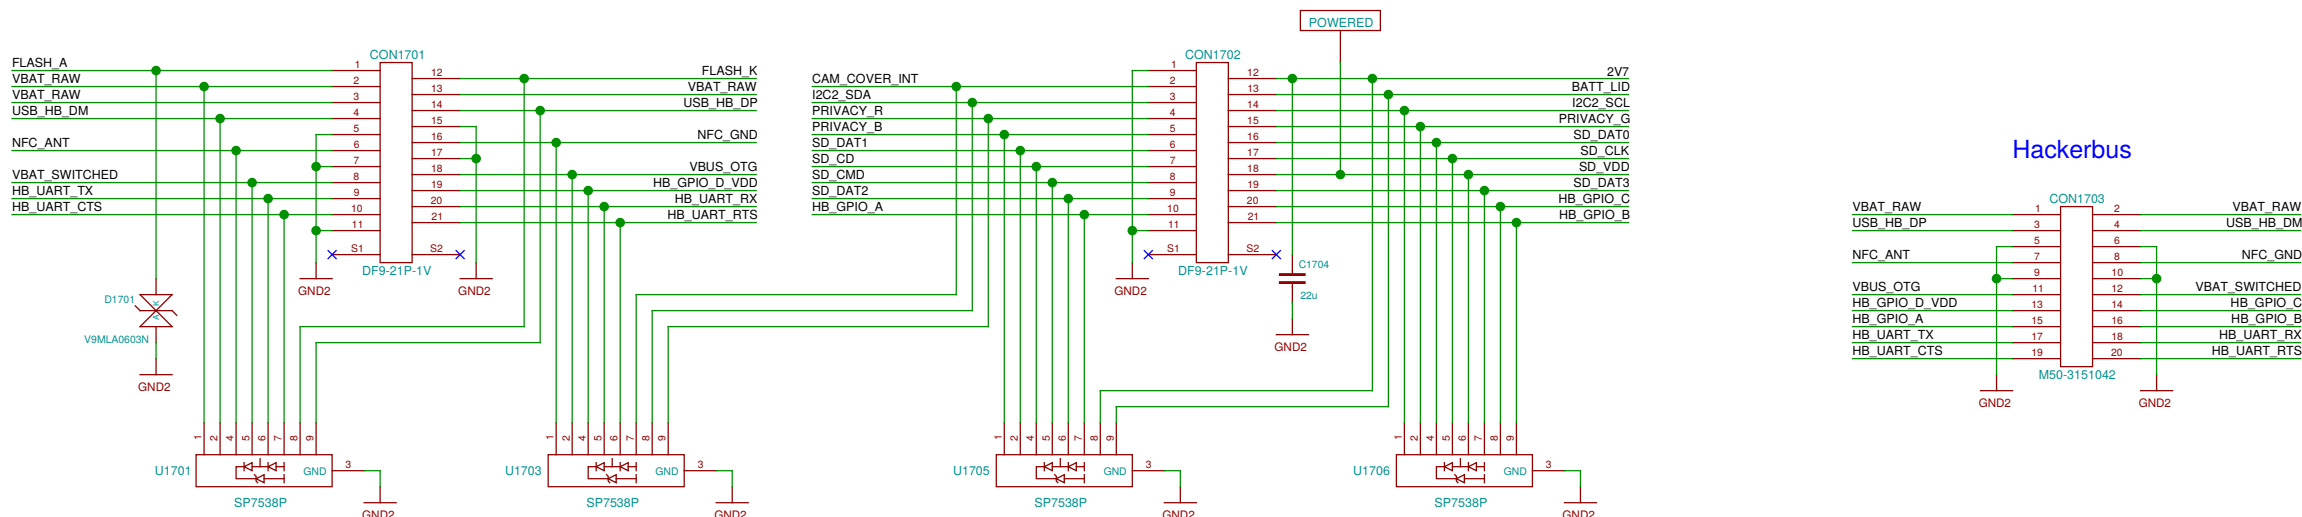 POWERED
CON1701
FLASH_A 1
VBAT_RAW 2
VBAT_RAW 3
USB_HB_DM 4
5
NFC_ANT 6
7
VBAT_SWITCHED 8
HB_UART_TX 9
HB_UART_CTS 10
11
S1
12 FLASH_K
13 VBAT_RAW
14 USB_HB_DP
15
16 NFC_GND
17
18 VBUS_OTG
19 HB_GPIO_D_VDD
20 HB_UART_RX
21 HB_UART_RTS
S2
DF9-21P-1V
GND2
GND2
D1701
A K
V9MLA0603N
GND2
CON1702
1
CAM_COVER_INT 2
I2C2_SDA 3
PRIVACY_R 4
PRIVACY_B 5
SD_DAT1 6
SD_CD 7
SD_CMD 8
SD_DAT2 9
HB_GPIO_A 10
11
S1
12 2V7
13 BATT_LID
14 I2C2_SCL
15 PRIVACY_G
16 SD_DAT0
17 SD_CLK
18 SD_VDD
19 SD_DAT3
20 HB_GPIO_C
21 HB_GPIO_B
S2
DF9-21P-1V
GND2
C1704
22u
GND2
Hackerbus
CON1703
VBAT_RAW 1 2 VBAT_RAW
USB_HB_DP 3 4 USB_HB_DM
5 6
NFC_ANT 7 8 NFC_GND
9 10
VBUS_OTG 11 12 VBAT_SWITCHED
HB_GPIO_D_VDD 13 14 HB_GPIO_C
HB_GPIO_A 15 16 HB_GPIO_B
HB_UART_TX 17 18 HB_UART_RX
HB_UART_CTS 19 20 HB_UART_RTS
M50-3151042
GND2
GND2
1 2 4 5 6 7 8 9
U1701 GND 3
SP7538P
GND2
1 2 4 5 6 7 8 9
U1703 GND 3
SP7538P
GND2
1 2 4 5 6 7 8 9
U1705 GND 3
SP7538P
GND2
1 2 4 5 6 7 8 9
U1706 GND 3
SP7538P
GND2